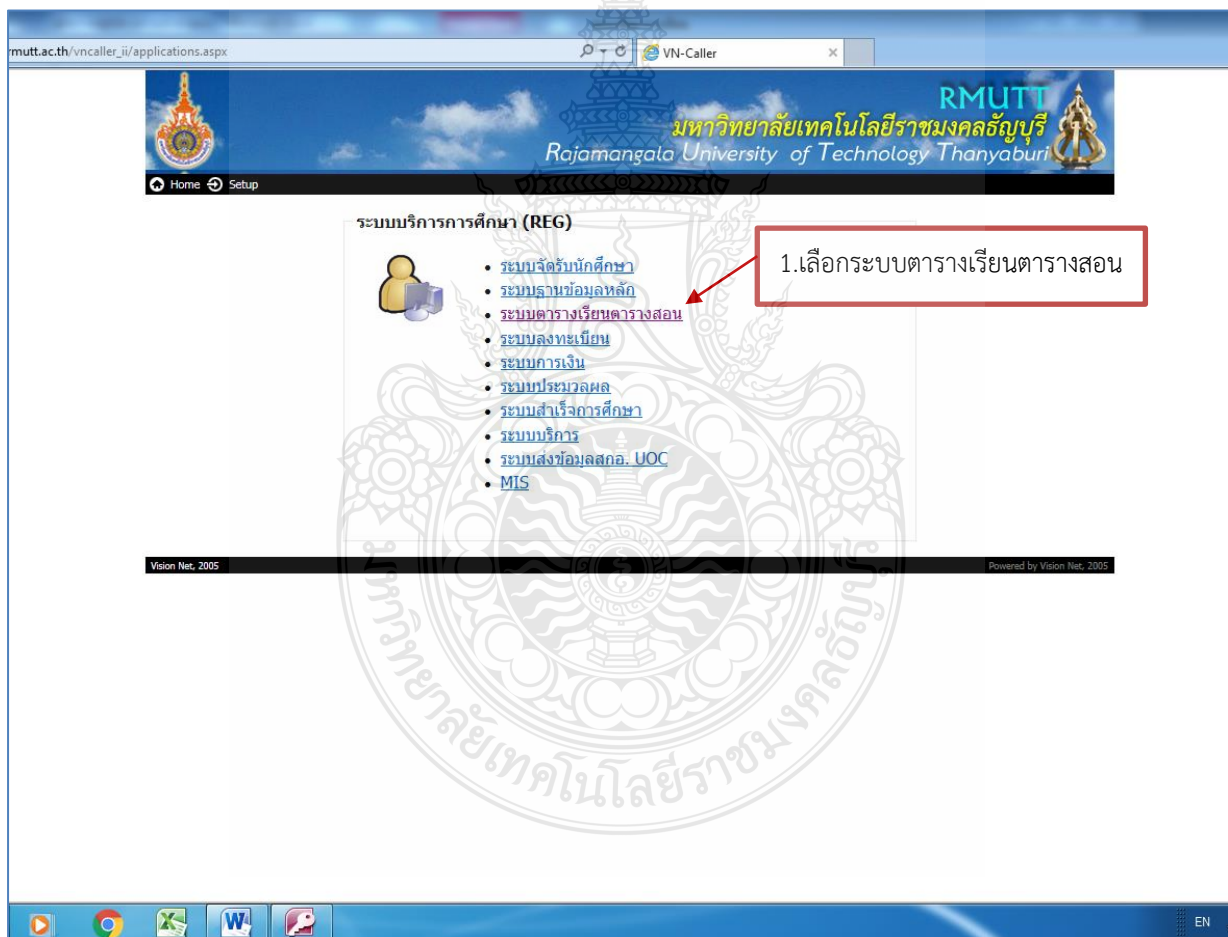 rmutt.ac.th/vncaller_ii/applications.aspx
VN-Caller
RMUTT
มหาวิทยาลัยเทคโนโลยีราชมงคลธัญบุรี
Rajamangala University of Technology Thanyaburi
Home Setup
ระบบบริการการศึกษา (REG)
1.เลือกระบบตารางเรียนตารางสอน
ระบบจัดรับนักศึกษา
ระบบฐานข้อมูลหลัก
ระบบตารางเรียนตารางสอน
ระบบลงทะเบียน
ระบบการเงิน
ระบบประมวลผล
ระบบสำเร็จการศึกษา
ระบบบริการ
ระบบส่งข้อมูลสกอ. UOC
MIS
Vision Net, 2005
Powered by Vision Net, 2005
มหาวิทยาลัยเทคโนโลยีราชมงคลธัญบุรี
EN